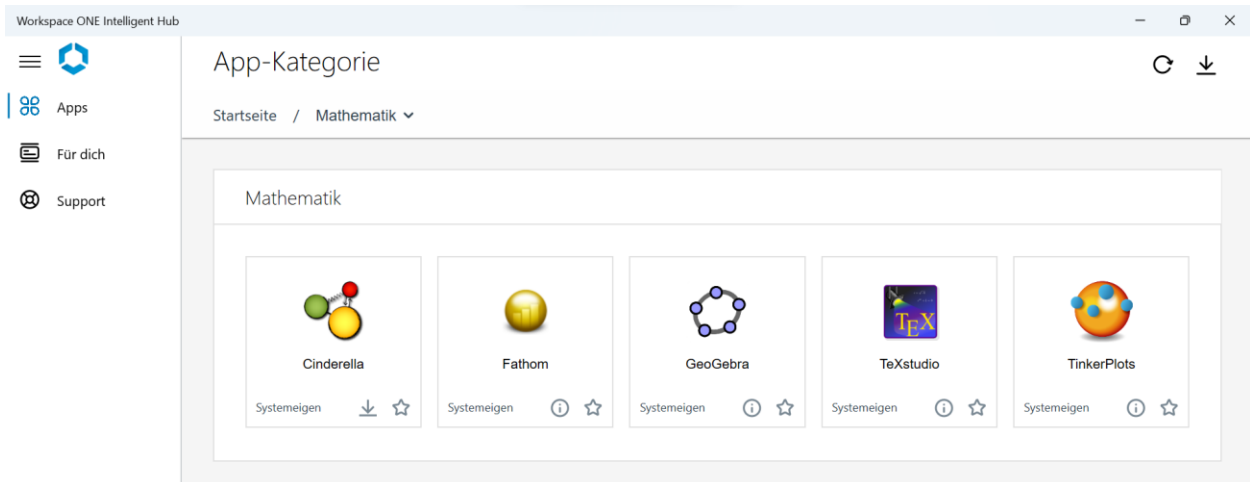 Workspace ONE Intelligent Hub
App-Kategorie
Apps
Startseite / Mathematik
Für dich
Support
Mathematik
TEX
Cinderella Fathom GeoGebra TeXstudio TinkerPlots
Systemeigen Systemeigen Systemeigen Systemeigen Systemeigen